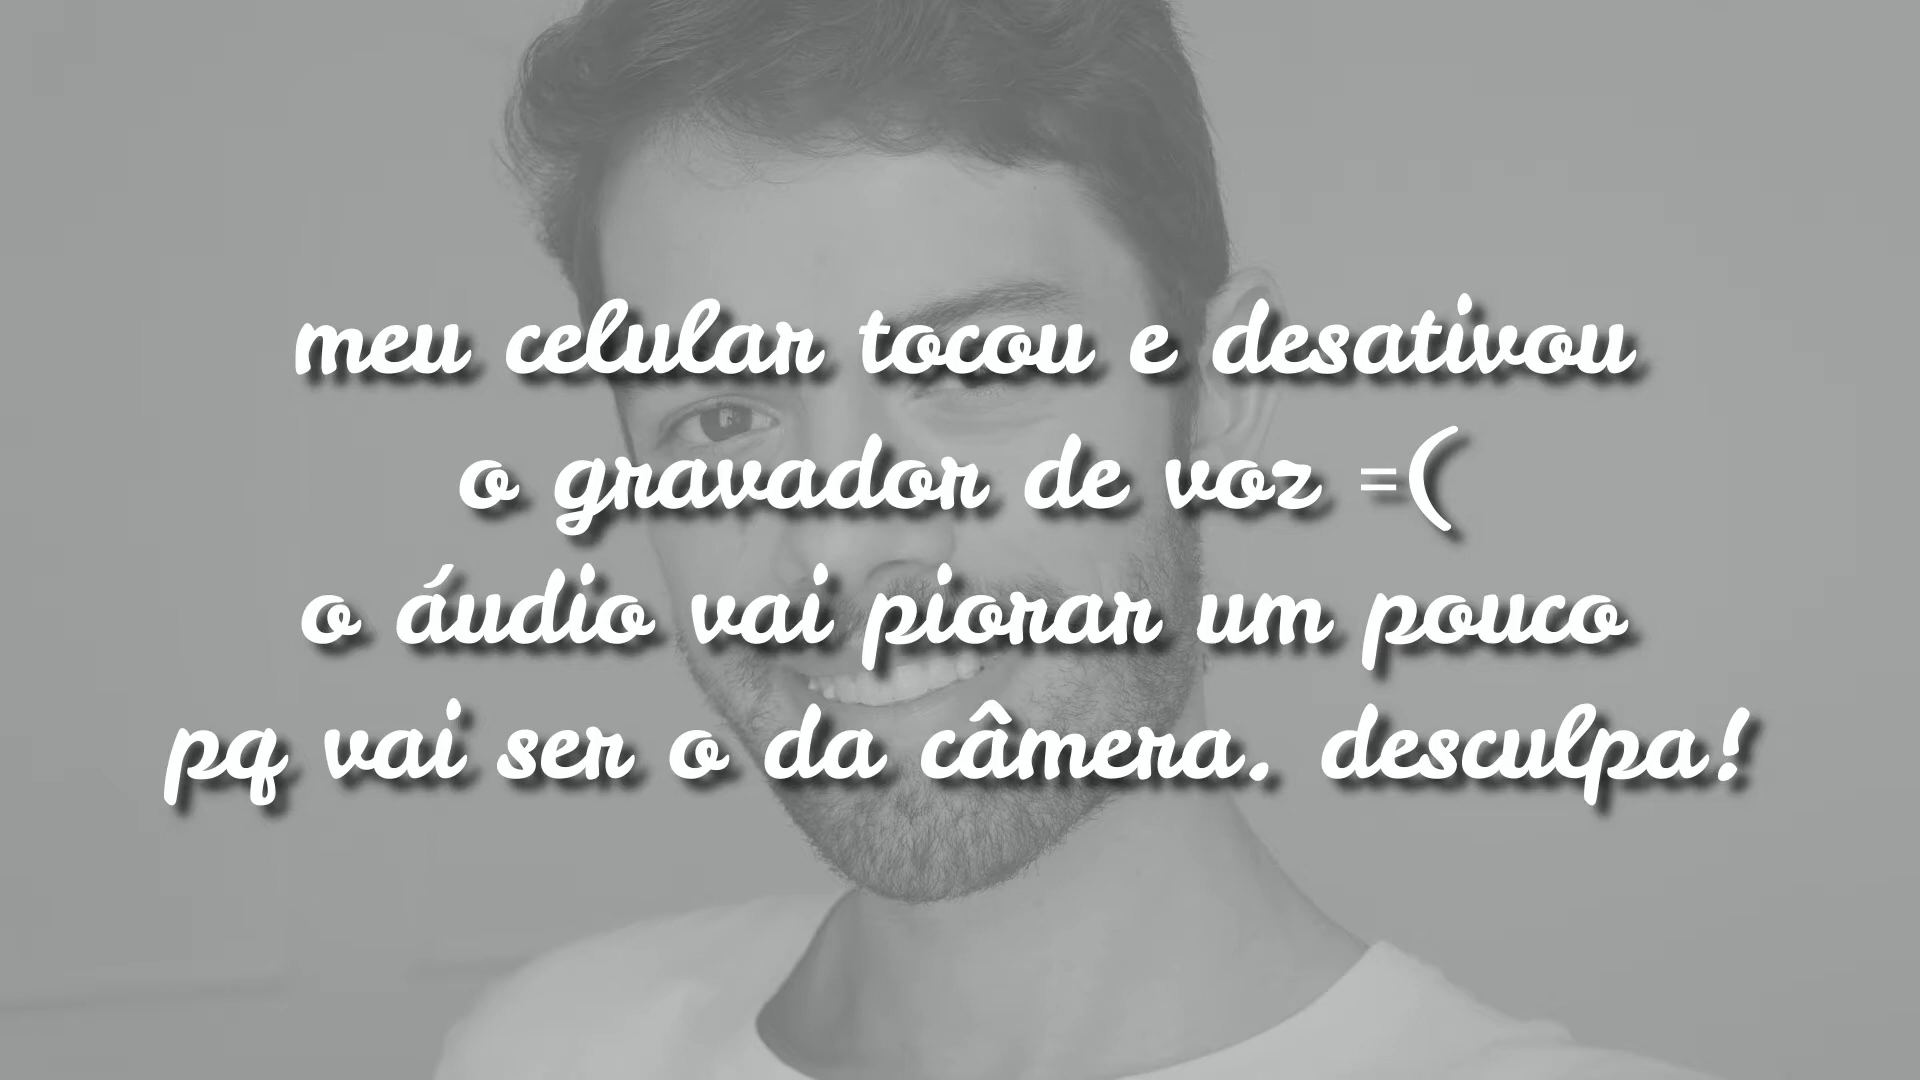 meu celular tocou e desativou
o gravador de voz =(
o áudio vai piorar um pouco
pq vai ser o da câmera. desculpa!